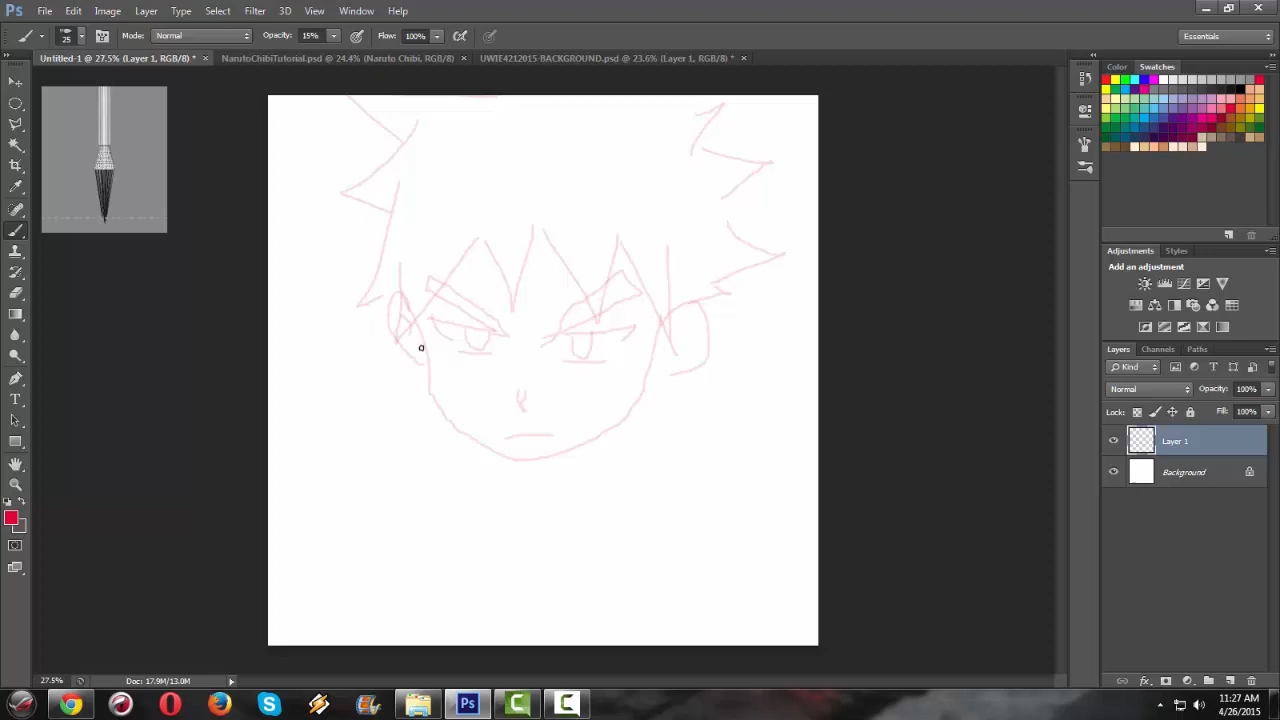 Ps File Edit Image Layer Type Select Filter 3D View Window Help
25 Mode: Normal Opacity: 15% Flow: 100% Essentials
Untitled-1 @ 27.5% (Layer 1, RGB/8) * × NarutoChibiTutorial.psd @ 24.4% (Naruto Chibi, RGB/8) × UWIE4212015-BACKGROUND.psd @ 23.6% (Layer 1, RGB/8) * ×
Color Swatches
Adjustments Styles
Add an adjustment
Layers Channels Paths
Kind
Normal Opacity: 100%
Lock: Fill: 100%
Layer 1
Background
27.5% Doc: 17.9M/13.0M
Ps
11:27 AM
4/26/2015